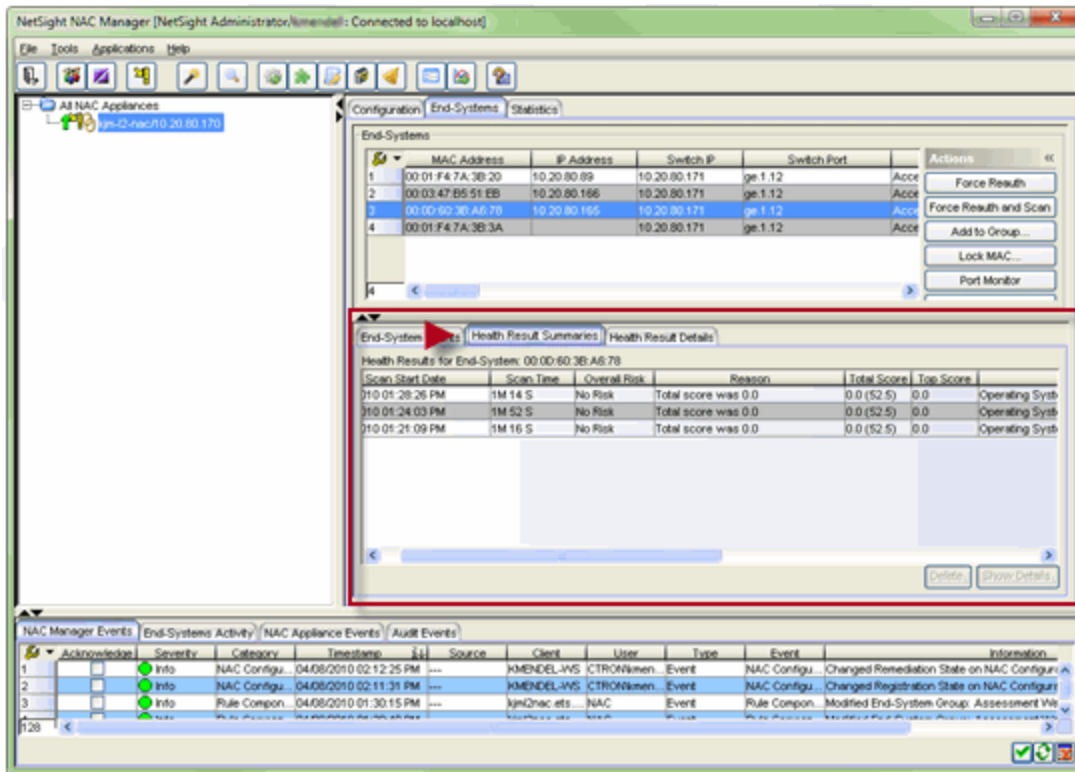 NetSight NAC Manager [NetSight Administrator/kmendell: Connected to localhost]
File Tools Applications Help
All NAC Appliances
kjm-l2-nac/10.20.80.170
Configuration End-Systems Statistics
End-Systems
MAC Address IP Address Switch IP Switch Port
1 00:01:F4:7A:3B:20 10.20.80.89 10.20.80.171 ge.1.12 Acce
2 00:03:47:B5:51:EB 10.20.80.166 10.20.80.171 ge.1.12 Acce
3 00:0D:60:3B:A6:78 10.20.80.165 10.20.80.171 ge.1.12 Acce
4 00:01:F4:7A:3B:3A 10.20.80.171 ge.1.12 Acce
4
Actions
Force Reauth
Force Reauth and Scan
Add to Group...
Lock MAC...
Port Monitor
End-System Health Result Summaries Health Result Details
Health Results for End-System: 00:0D:60:3B:A6:78
Scan Start Date Scan Time Overall Risk Reason Total Score Top Score
010 01:28:26 PM 1M 14 S No Risk Total score was 0.0 0.0 (52.5) 0.0 Operating Syst
010 01:24:03 PM 1M 52 S No Risk Total score was 0.0 0.0 (52.5) 0.0 Operating Syst
010 01:21:09 PM 1M 16 S No Risk Total score was 0.0 0.0 (52.5) 0.0 Operating Syst
Delete Show Details
NAC Manager Events End-Systems Activity NAC Appliance Events Audit Events
Acknowledge Severity Category Timestamp Source Client User Type Event Information
1 Info NAC Configu... 04/08/2010 02:12:25 PM --- KMENDEL-WS CTRON\kmen... Event NAC Configu... Changed Remediation State on NAC Configur
2 Info NAC Configu... 04/08/2010 02:11:31 PM --- KMENDEL-WS CTRON\kmen... Event NAC Configu... Changed Registration State on NAC Configur
3 Info Rule Compon... 04/08/2010 01:30:15 PM --- kjml2nac.ets.... NAC Event Rule Compon... Modified End-System Group: Assessment We
128